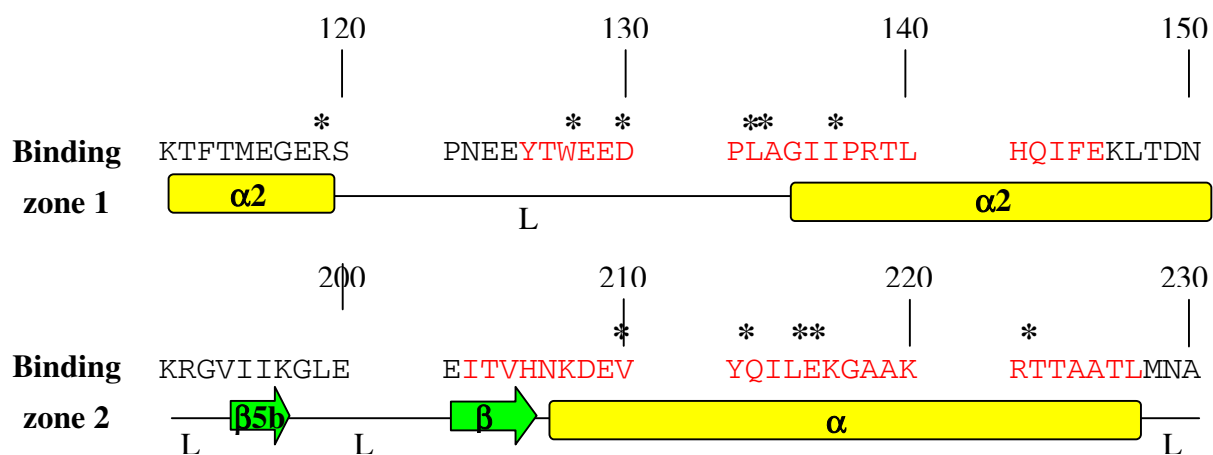 120 130 140 150
* * * ** *
Binding KTFTMEGERS PNEEYTWEED PLAGIIPRTL HQIFEKLTDN
zone 1 α2 α2
L
200 210 220 230
* * ** *
Binding KRGVIIKGLE EITVHNKDEV YQILEKGAAK RTTAATLMNA
zone 2 β5b β α
L L L